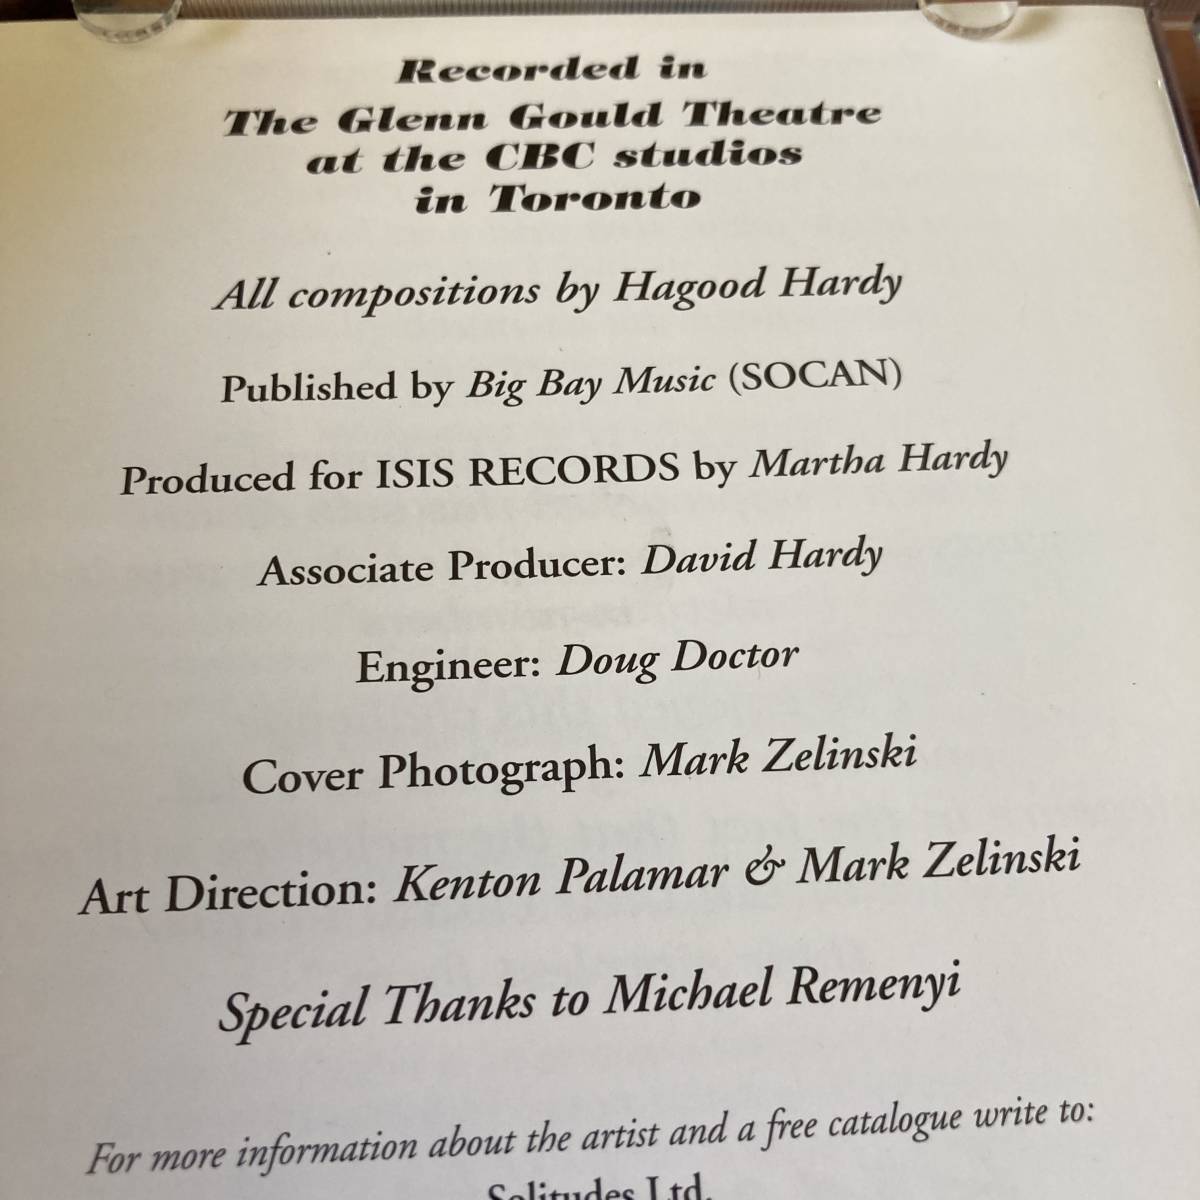 Recorded in
The Glenn Gould Theatre
at the CBC studios
in Toronto
All compositions by Hagood Hardy
Published by Big Bay Music (SOCAN)
Produced for ISIS RECORDS by Martha Hardy
Associate Producer: David Hardy
Engineer: Doug Doctor
Cover Photograph: Mark Zelinski
Art Direction: Kenton Palamar & Mark Zelinski
Special Thanks to Michael Remenyi
For more information about the artist and a free catalogue write to:
Solitudes Ltd.